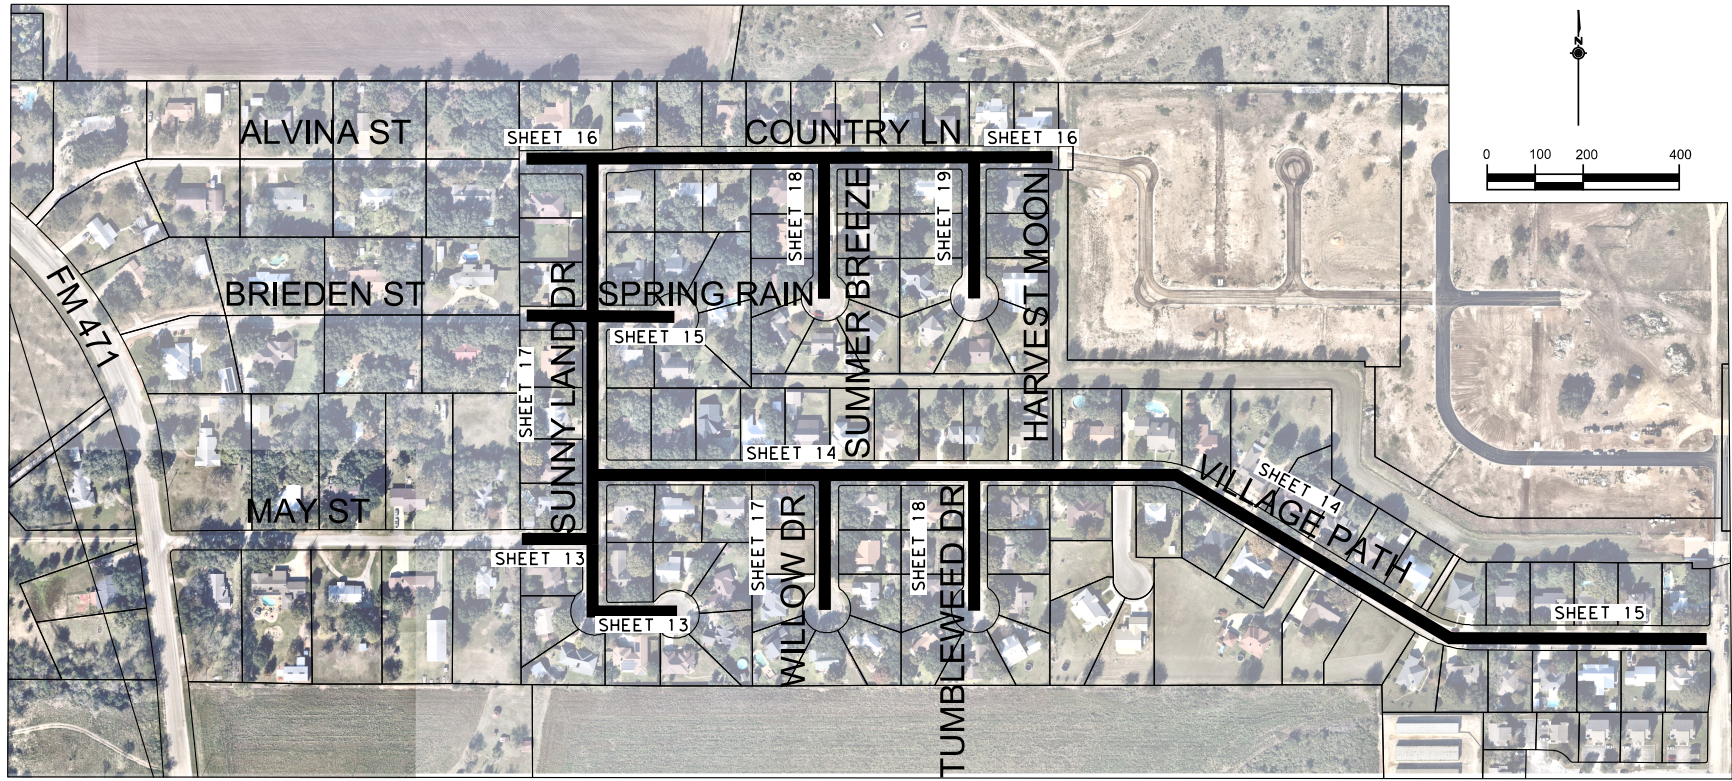 N
0 100 200 400
ALVINA ST
SHEET 16
COUNTRY LN
SHEET 16
SHEET 18
SUMMER BREEZE
SHEET 19
HARVEST MOON
FM 471
BRIEDEN ST
SUNNY LAND DR
SPRING RAIN
SHEET 15
SHEET 17
SHEET 14
VILLAGE PATH
SHEET 14
MAY ST
SHEET 13
SHEET 17
WILLOW DR
SHEET 18
TUMBLEWEED DR
SHEET 13
SHEET 15